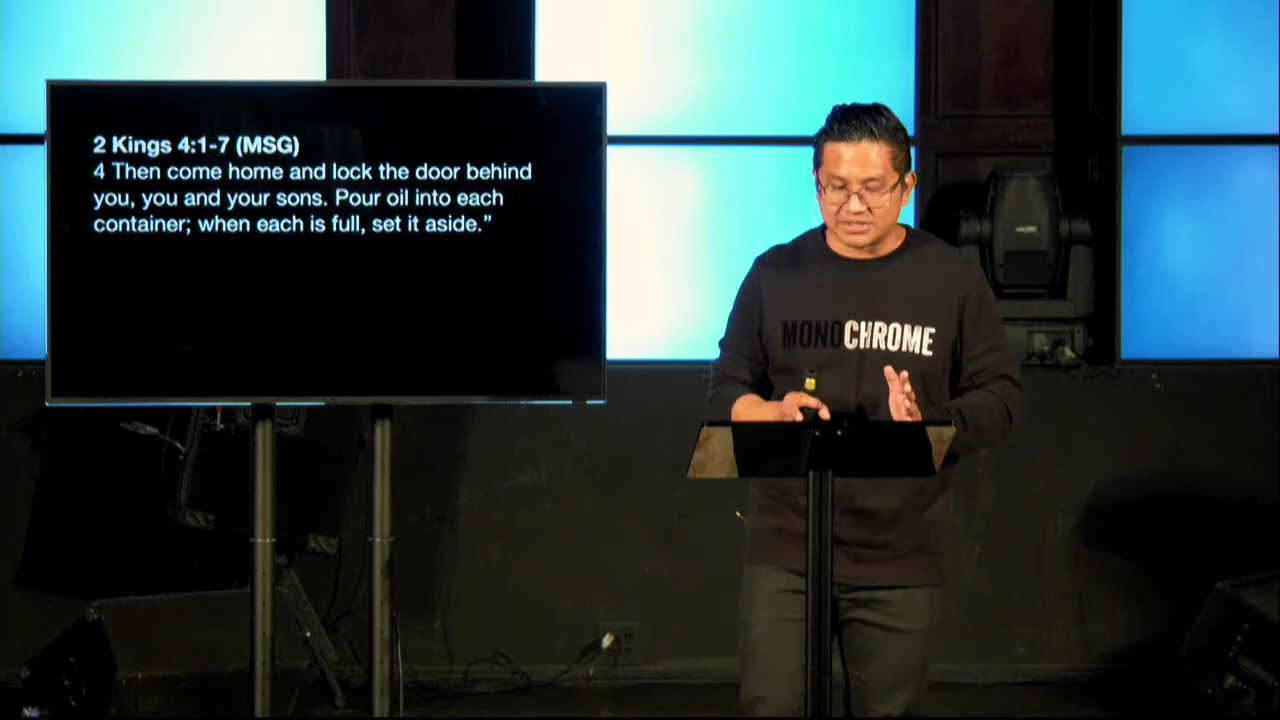 2 Kings 4:1-7 (MSG)
4 Then come home and lock the door behind
you, you and your sons. Pour oil into each
container; when each is full, set it aside.”
MONOCHROME